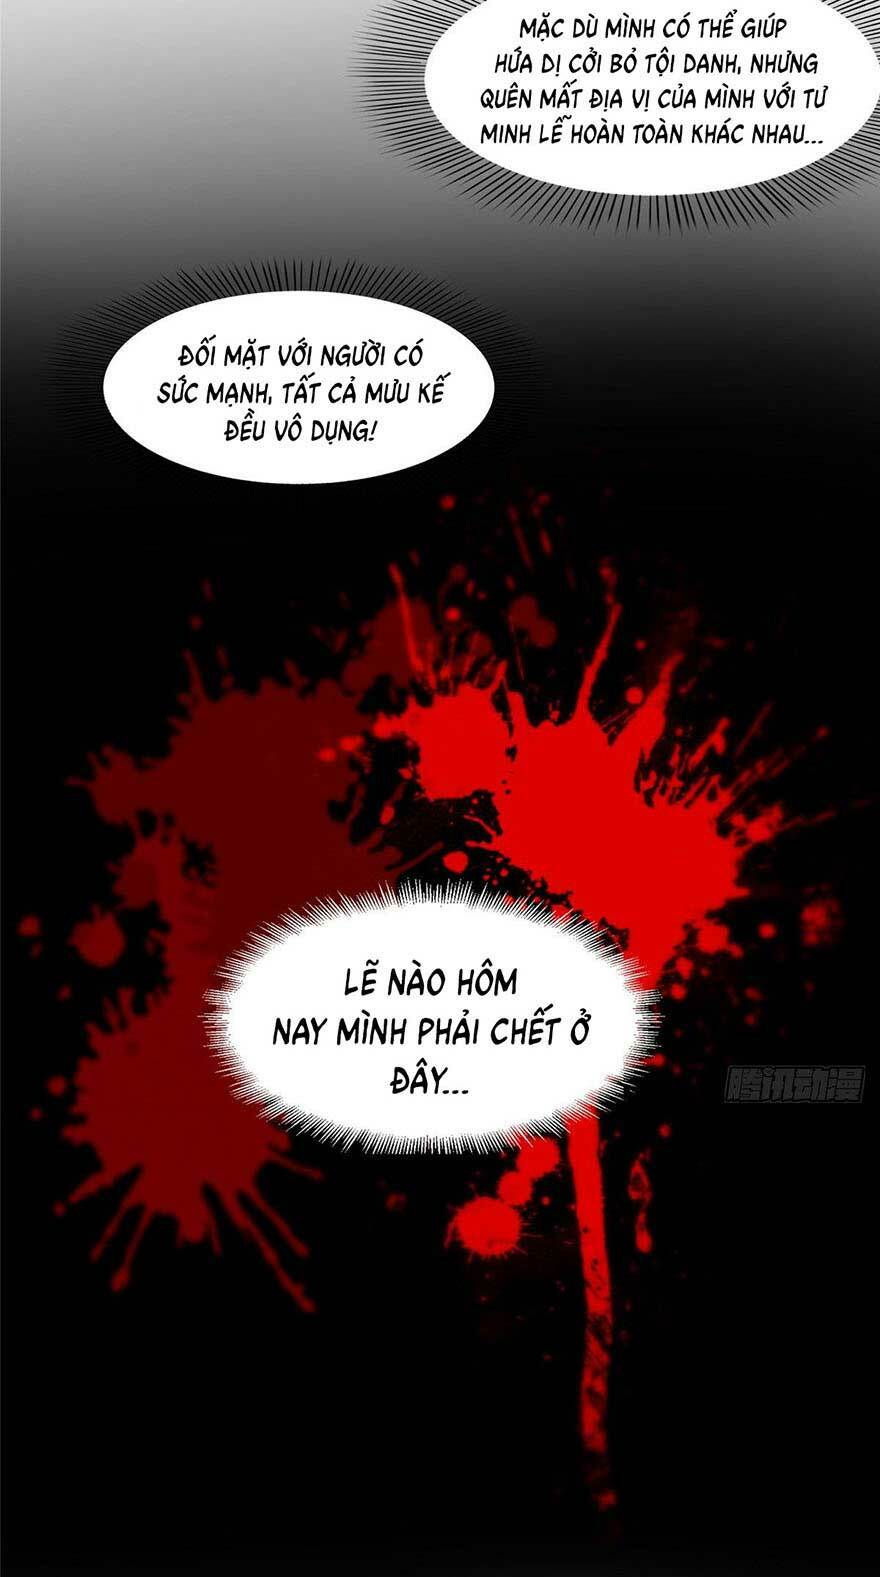 MẶC DÙ MÌNH CÓ THỂ GIÚP
HỨA DỊ CỞI BỎ TỘI DANH, NHƯNG
QUÊN MẤT ĐỊA VỊ CỦA MÌNH VỚI TƯ
MINH LỄ HOÀN TOÀN KHÁC NHAU...
ĐỐI MẶT VỚI NGƯỜI CÓ
SỨC MẠNH, TẤT CẢ MƯU KẾ
ĐỀU VÔ DỤNG!
LẼ NÀO HÔM
NAY MÌNH PHẢI CHẾT Ở
ĐÂY...
腾讯动漫